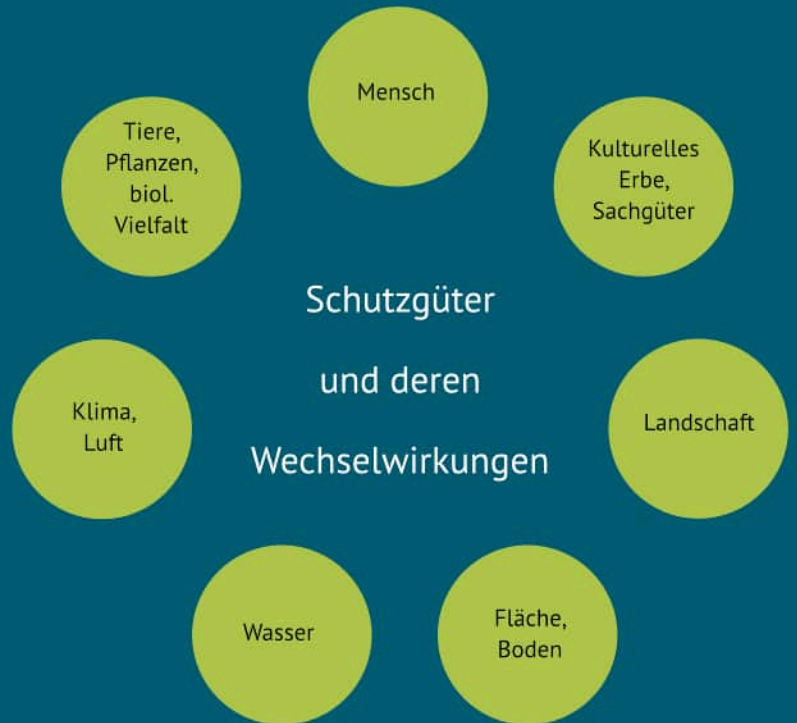 Mensch
Tiere,
Pflanzen,
biol.
Vielfalt
Kulturelles
Erbe,
Sachgüter
Schutzgüter
und deren
Wechselwirkungen
Klima,
Luft
Landschaft
Wasser
Fläche,
Boden